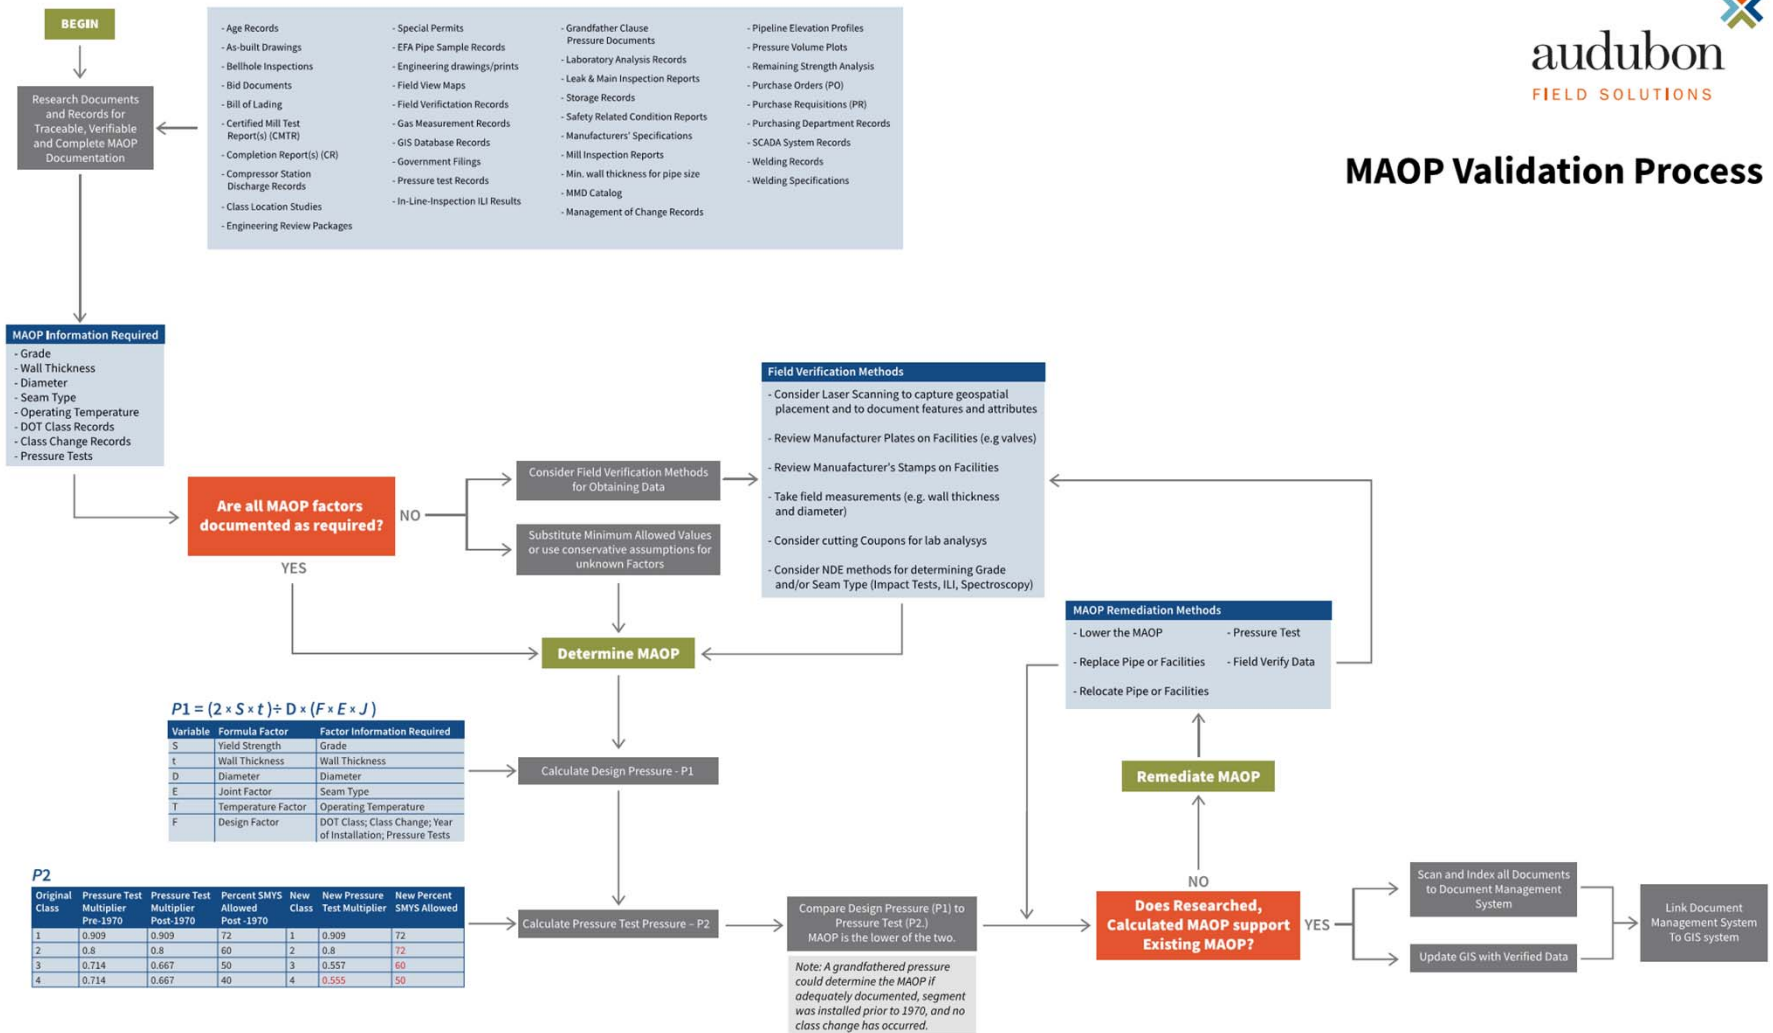 BEGIN
Research Documents
and Records for
Traceable, Verifiable
and Complete MAOP
Documentation
- Age Records
- As-built Drawings
- Bellhole Inspections
- Bid Documents
- Bill of Lading
- Certified Mill Test
Report(s) (CMTR)
- Completion Report(s) (CR)
- Compressor Station
Discharge Records
- Class Location Studies
- Engineering Review Packages
- Special Permits
- EFA Pipe Sample Records
- Engineering drawings/prints
- Field View Maps
- Field Verifictation Records
- Gas Measurement Records
- GIS Database Records
- Government Filings
- Pressure test Records
- In-Line-Inspection ILI Results
- Grandfather Clause
Pressure Documents
- Laboratory Analysis Records
- Leak & Main Inspection Reports
- Storage Records
- Safety Related Condition Reports
- Manufacturers' Specifications
- Mill Inspection Reports
- Min. wall thickness for pipe size
- MMD Catalog
- Management of Change Records
- Pipeline Elevation Profiles
- Pressure Volume Plots
- Remaining Strength Analysis
- Purchase Orders (PO)
- Purchase Requisitions (PR)
- Purchasing Department Records
- SCADA System Records
- Welding Records
- Welding Specifications
audubon
FIELD SOLUTIONS
MAOP Validation Process
MAOP Information Required
- Grade
- Wall Thickness
- Diameter
- Seam Type
- Operating Temperature
- DOT Class Records
- Class Change Records
- Pressure Tests
Are all MAOP factors
documented as required?
NO
YES
Consider Field Verification Methods
for Obtaining Data
Substitute Minimum Allowed Values
or use conservative assumptions for
unknown Factors
Field Verification Methods
- Consider Laser Scanning to capture geospatial
placement and to document features and attributes
- Review Manufacturer Plates on Facilities (e.g valves)
- Review Manuafacturer's Stamps on Facilities
- Take field measurements (e.g. wall thickness
and diameter)
- Consider cutting Coupons for lab analysys
- Consider NDE methods for determining Grade
and/or Seam Type (Impact Tests, ILI, Spectroscopy)
Determine MAOP
MAOP Remediation Methods
- Lower the MAOP
- Replace Pipe or Facilities
- Relocate Pipe or Facilities
- Pressure Test
- Field Verify Data
P1 = (2 × S × t) ÷ D × (F × E × J)
Variable Formula Factor Factor Information Required
S Yield Strength Grade
t Wall Thickness Wall Thickness
D Diameter Diameter
E Joint Factor Seam Type
T Temperature Factor Operating Temperature
F Design Factor DOT Class; Class Change; Year
of Installation; Pressure Tests
Calculate Design Pressure - P1
Remediate MAOP
P2
Original Pressure Test Pressure Test Percent SMYS New New Pressure New Percent
Class Multiplier Multiplier Allowed Class Test Multiplier SMYS Allowed
Pre-1970 Post-1970 Post -1970
1 0.909 0.909 72 1 0.909 72
2 0.8 0.8 60 2 0.8 72
3 0.714 0.667 50 3 0.557 60
4 0.714 0.667 40 4 0.555 50
Calculate Pressure Test Pressure – P2
Compare Design Pressure (P1) to
Pressure Test (P2.)
MAOP is the lower of the two.
Note: A grandfathered pressure
could determine the MAOP if
adequately documented, segment
was installed prior to 1970, and no
class change has occurred.
NO
Does Researched,
Calculated MAOP support
Existing MAOP?
YES
Scan and Index all Documents
to Document Management
System
Update GIS with Verified Data
Link Document
Management System
To GIS system